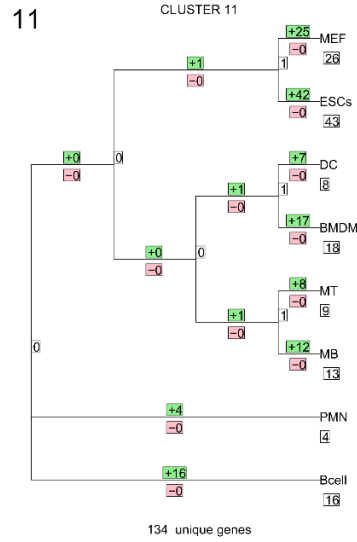 11
CLUSTER 11
+25 MEF
−0 26
+1 1
−0
+42 ESCs
−0 43
+0 0
−0
+7 DC
−0 8
+1 1
−0
+17 BMDM
−0 18
+0 0
−0
+8 MT
−0 9
+1 1
−0
+12 MB
−0 13
0
+4 PMN
−0 4
+16 Bcell
−0 16
134 unique genes